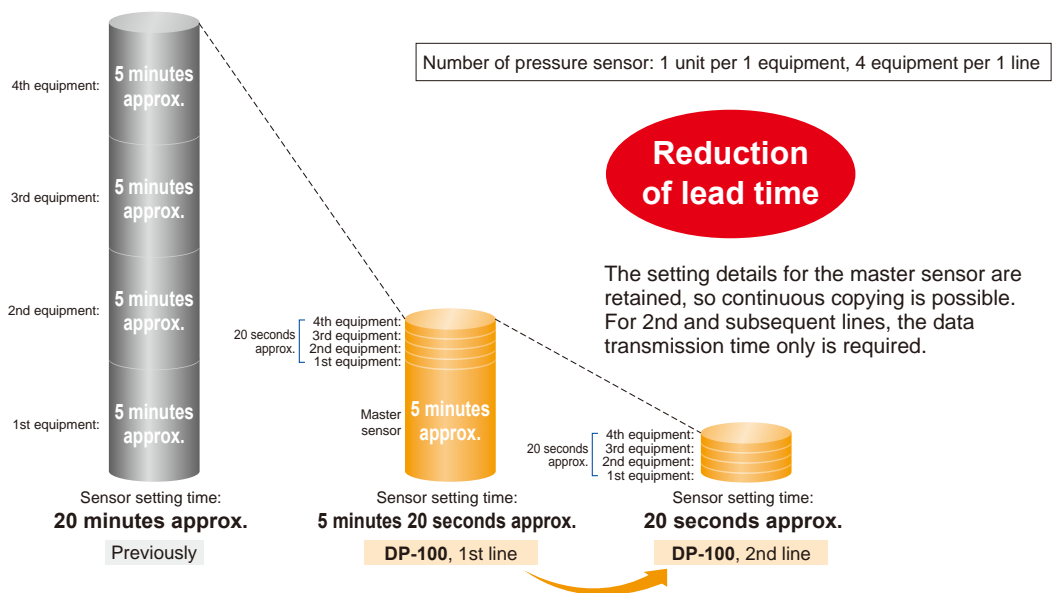 Number of pressure sensor: 1 unit per 1 equipment, 4 equipment per 1 line
Reduction
of lead time
The setting details for the master sensor are
retained, so continuous copying is possible.
For 2nd and subsequent lines, the data
transmission time only is required.
4th equipment:
5 minutes
approx.
3rd equipment:
5 minutes
approx.
2nd equipment:
5 minutes
approx.
1st equipment:
5 minutes
approx.
Sensor setting time:
20 minutes approx.
Previously
20 seconds
approx.
4th equipment:
3rd equipment:
2nd equipment:
1st equipment:
Master
sensor
5 minutes
approx.
Sensor setting time:
5 minutes 20 seconds approx.
DP-100, 1st line
20 seconds
approx.
4th equipment:
3rd equipment:
2nd equipment:
1st equipment:
Sensor setting time:
20 seconds approx.
DP-100, 2nd line